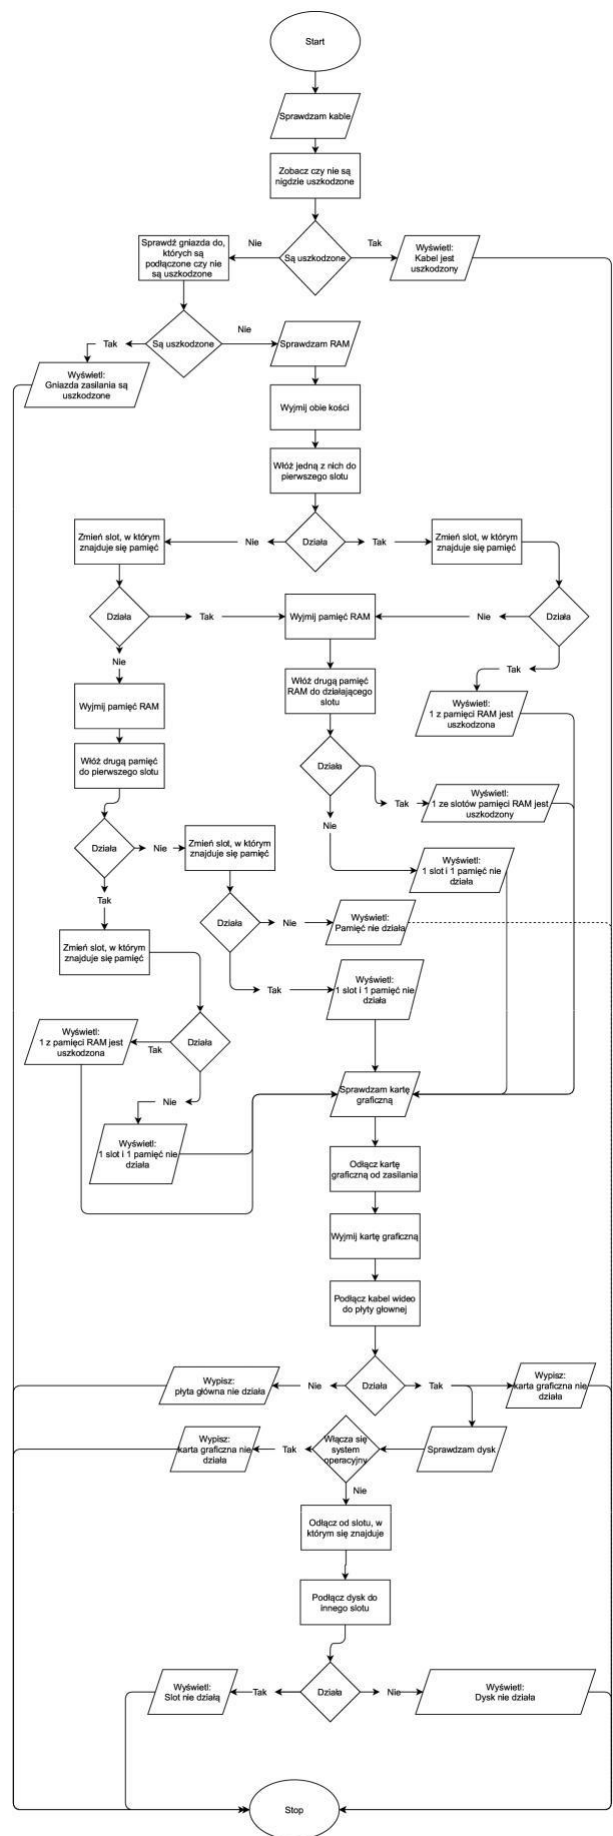 Start
Sprawdzam kable
Zobacz czy nie są
nigdzie uszkodzone
Są uszkodzone
Nie
Tak
Sprawdź gniazda do,
których są
podłączone czy nie
są uszkodzone
Wyświetl:
Kabel jest
uszkodzony
Są uszkodzone
Tak
Nie
Wyświetl:
Gniazda zasilania są
uszkodzone
Sprawdzam RAM
Wyjmij obie kości
Włóż jedną z nich do
pierwszego slotu
Działa
Nie
Tak
Zmień slot, w którym
znajduje się pamięć
Zmień slot, w którym
znajduje się pamięć
Działa
Tak
Wyjmij pamięć RAM
Nie
Działa
Nie
Tak
Wyjmij pamięć RAM
Włóż drugą pamięć
RAM do działającego
slotu
Wyświetl:
1 z pamięci RAM jest
uszkodzona
Włóż drugą pamięć
do pierwszego slotu
Działa
Tak
Wyświetl:
1 ze slotów pamięci RAM jest
uszkodzony
Nie
Działa
Nie
Zmień slot, w którym
znajduje się pamięć
Wyświetl:
1 slot i 1 pamięć nie
działa
Tak
Działa
Nie
Wyświetl:
Pamięć nie działa
Zmień slot, w którym
znajduje się pamięć
Tak
Wyświetl:
1 slot i 1 pamięć nie
działa
Wyświetl:
1 z pamięci RAM jest
uszkodzona
Tak
Działa
Nie
Sprawdzam kartę
graficzną
Wyświetl:
1 slot i 1 pamięć nie
działa
Odłącz kartę
graficzną od zasilania
Wyjmij kartę graficzną
Podłącz kabel wideo
do płyty głownej
Wypisz:
płyta główna nie działa
Nie
Działa
Tak
Wypisz:
karta graficzna nie
działa
Wypisz:
karta graficzna nie
działa
Tak
Włącza się
system
operacyjny
Sprawdzam dysk
Nie
Odłącz od slotu, w
którym się znajduje
Podłącz dysk do
innego slotu
Wyświetl:
Slot nie działą
Tak
Działa
Nie
Wyświetl:
Dysk nie działa
Stop